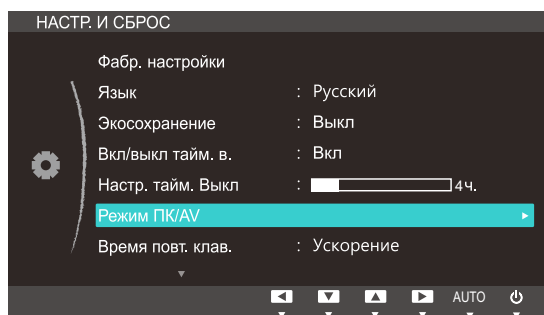 НАСТР. И СБРОС
Фабр. настройки
Язык : Русский
Экосохранение : Выкл
Вкл/выкл тайм. в. : Вкл
Настр. тайм. Выкл : 4ч.
Режим ПК/AV
Время повт. клав. : Ускорение
AUTO